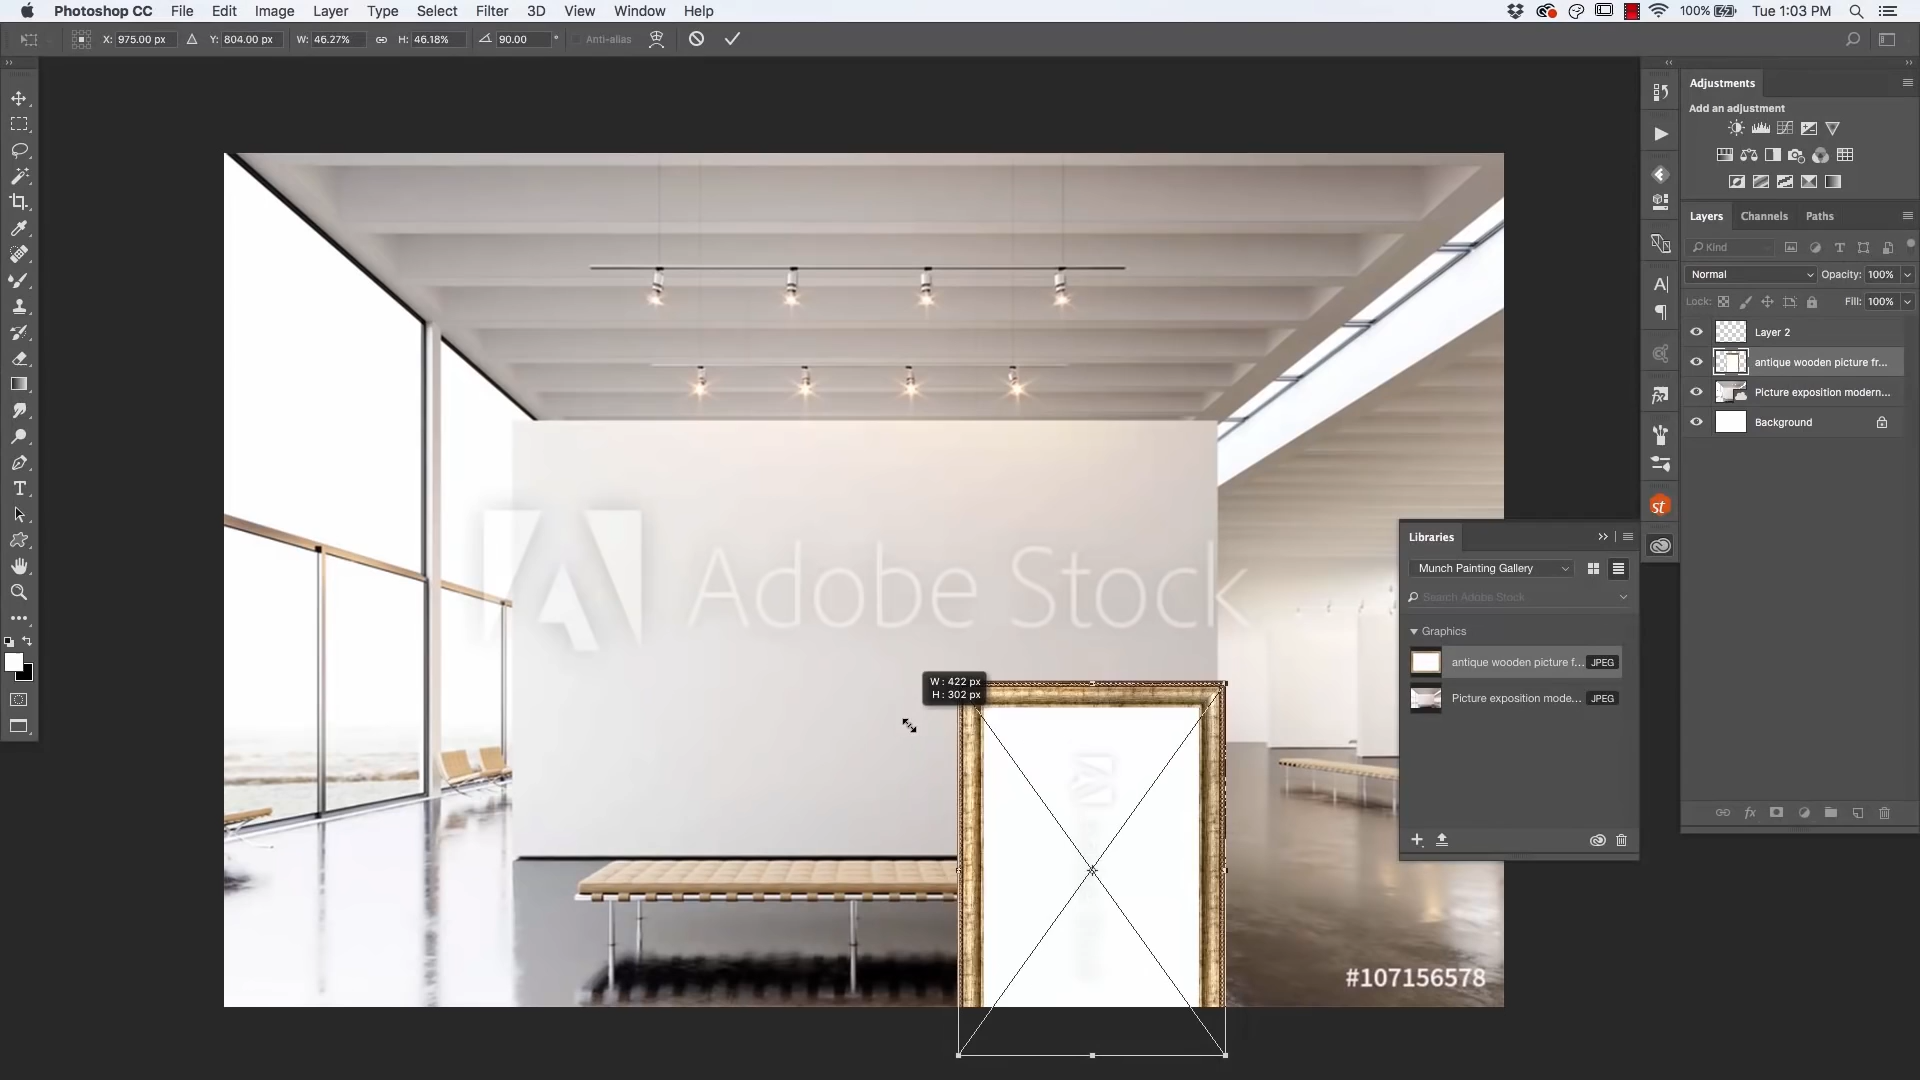 Photoshop CC File Edit Image Layer Type Select Filter 3D View Window Help 100% Tue 1:03 PM
X: 975.00 px Y: 804.00 px W: 46.27% H: 46.18% 90.00 ° Anti-alias
Adjustments
Add an adjustment
Layers Channels Paths
Kind
Normal Opacity: 100%
Lock: Fill: 100%
Layer 2
antique wooden picture fr...
Picture exposition modern...
Background
A
st
Libraries
Munch Painting Gallery
Search Adobe Stock
Graphics
antique wooden picture f... JPEG
Picture exposition mode... JPEG
Adobe Stock
W : 422 px
H : 302 px
#107156578